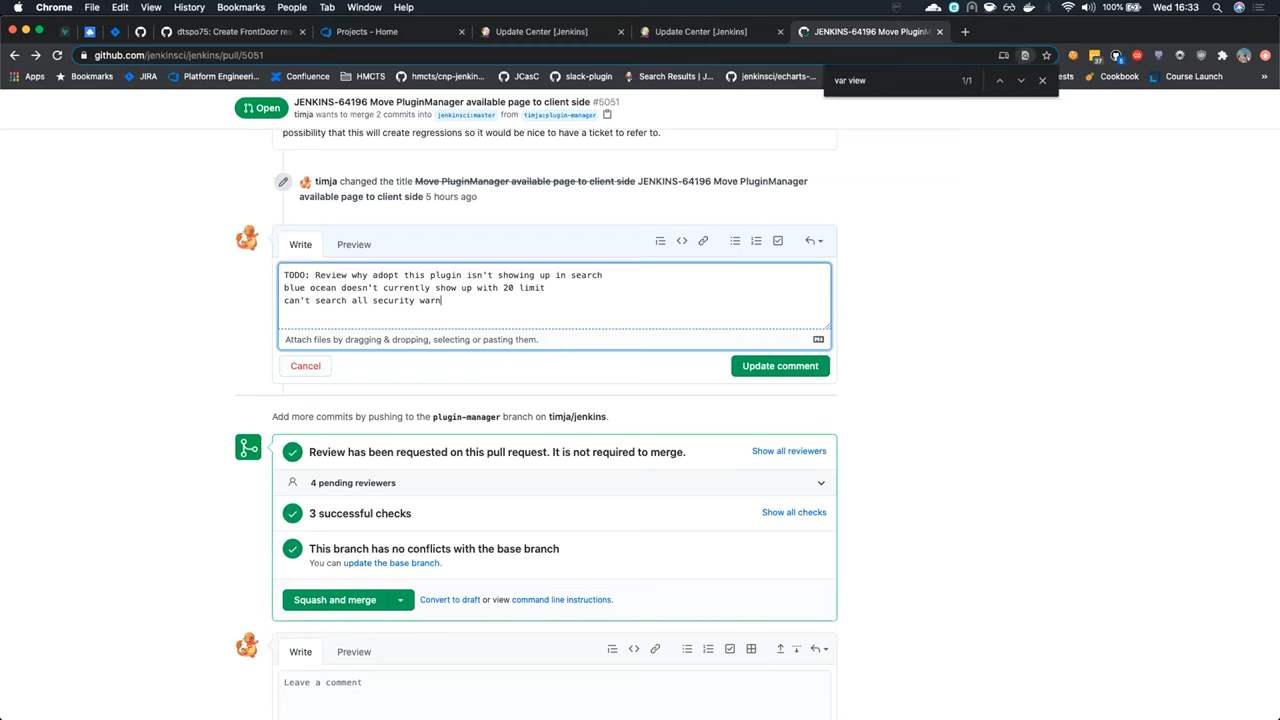 Chrome File Edit View History Bookmarks People Tab Window Help
100% Wed 16:33
dtspo75: Create FrontDoor res
Projects - Home
Update Center [Jenkins]
Update Center [Jenkins]
JENKINS-64196 Move PluginM
github.com/jenkinsci/jenkins/pull/5051
37
Apps Bookmarks JIRA Platform Engineeri... Confluence HMCTS hmcts/cnp-jenkin... JCasC slack-plugin Search Results | J... jenkinsci/echarts- Cookbook Course Launch »
var view 1/1
Open
JENKINS-64196 Move PluginManager available page to client side #5051
timja wants to merge 2 commits into jenkinsci:master from timja:plugin-manager
possibility that this will create regressions so it would be nice to have a ticket to refer to.
timja changed the title Move PluginManager available page to client side JENKINS-64196 Move PluginManager
available page to client side 5 hours ago
Write Preview
TODO: Review why adopt this plugin isn't showing up in search
blue ocean doesn't currently show up with 20 limit
can't search all security warn
Attach files by dragging & dropping, selecting or pasting them.
Cancel Update comment
Add more commits by pushing to the plugin-manager branch on timja/jenkins.
Review has been requested on this pull request. It is not required to merge. Show all reviewers
4 pending reviewers
3 successful checks Show all checks
This branch has no conflicts with the base branch
You can update the base branch.
Squash and merge Convert to draft or view command line instructions.
Write Preview
Leave a comment